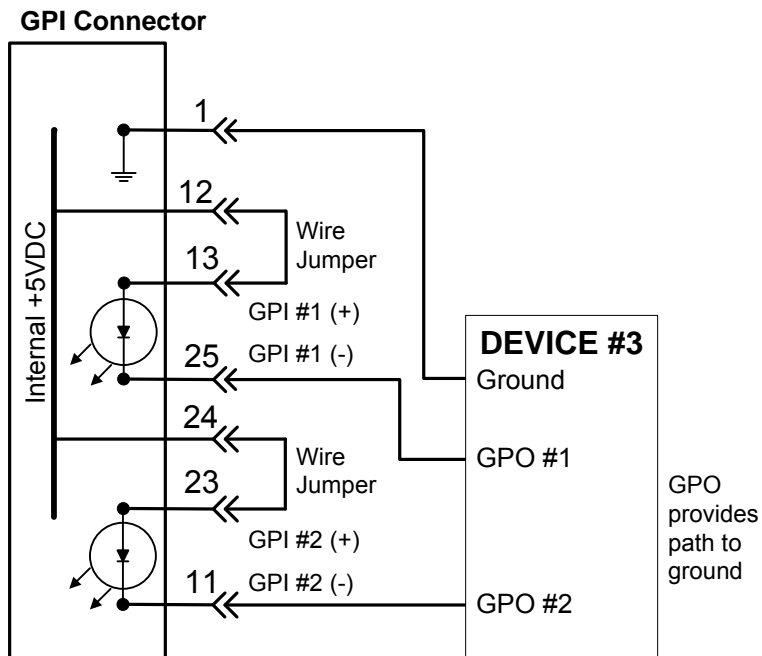 GPI Connector
Internal +5VDC
1
12
Wire
Jumper
13
GPI #1 (+)
GPI #1 (-)
25
24
Wire
Jumper
23
GPI #2 (+)
GPI #2 (-)
11
DEVICE #3
Ground
GPO #1
GPO #2
GPO
provides
path to
ground